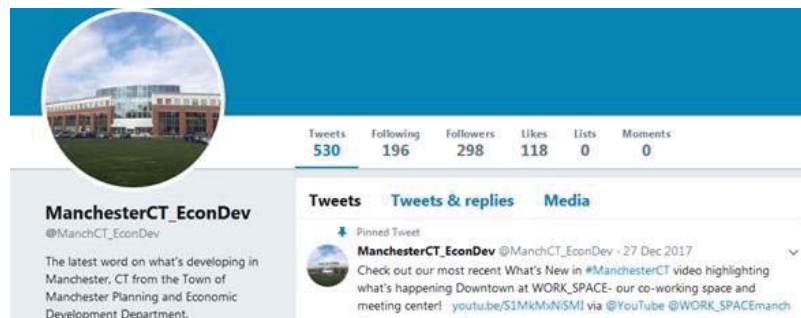 Tweets Following Followers Likes Lists Moments
530 196 298 118 0 0
ManchesterCT_EconDev
@ManchCT_EconDev
The latest word on what's developing in
Manchester, CT from the Town of
Manchester Planning and Economic
Development Department.
Tweets Tweets & replies Media
Pinned Tweet
ManchesterCT_EconDev @ManchCT_EconDev · 27 Dec 2017
Check out our most recent What's New in #ManchesterCT video highlighting
what's happening Downtown at WORK_SPACE- our co-working space and
meeting center! youtu.be/S1MkMxNiSMI via @YouTube @WORK_SPACEmanch